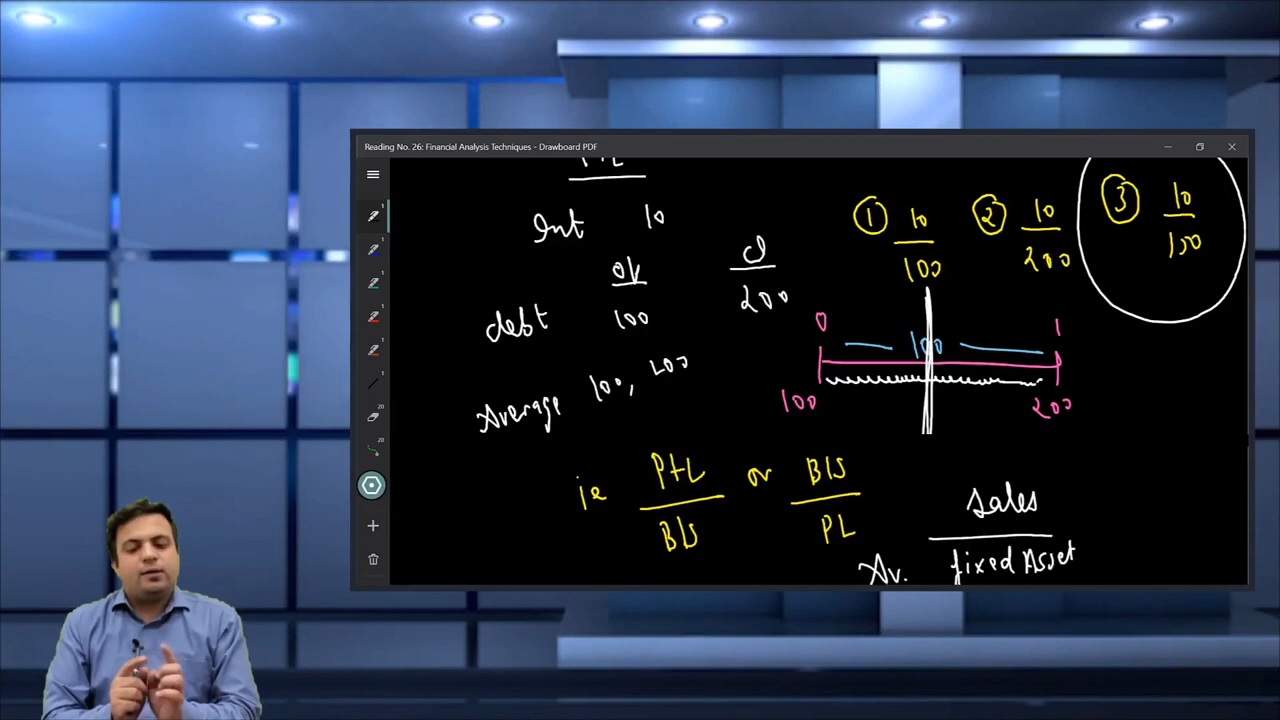 Reading No. 26: Financial Analysis Techniques - Drawboard PDF
Int 10
① 10/100 ② 10/200 ③ 10/150
debt 100 200
0 100 1
100 200
Average 100, 200
ie P+L/B/S or B/S/PL
Sales
Av. fixed Asset